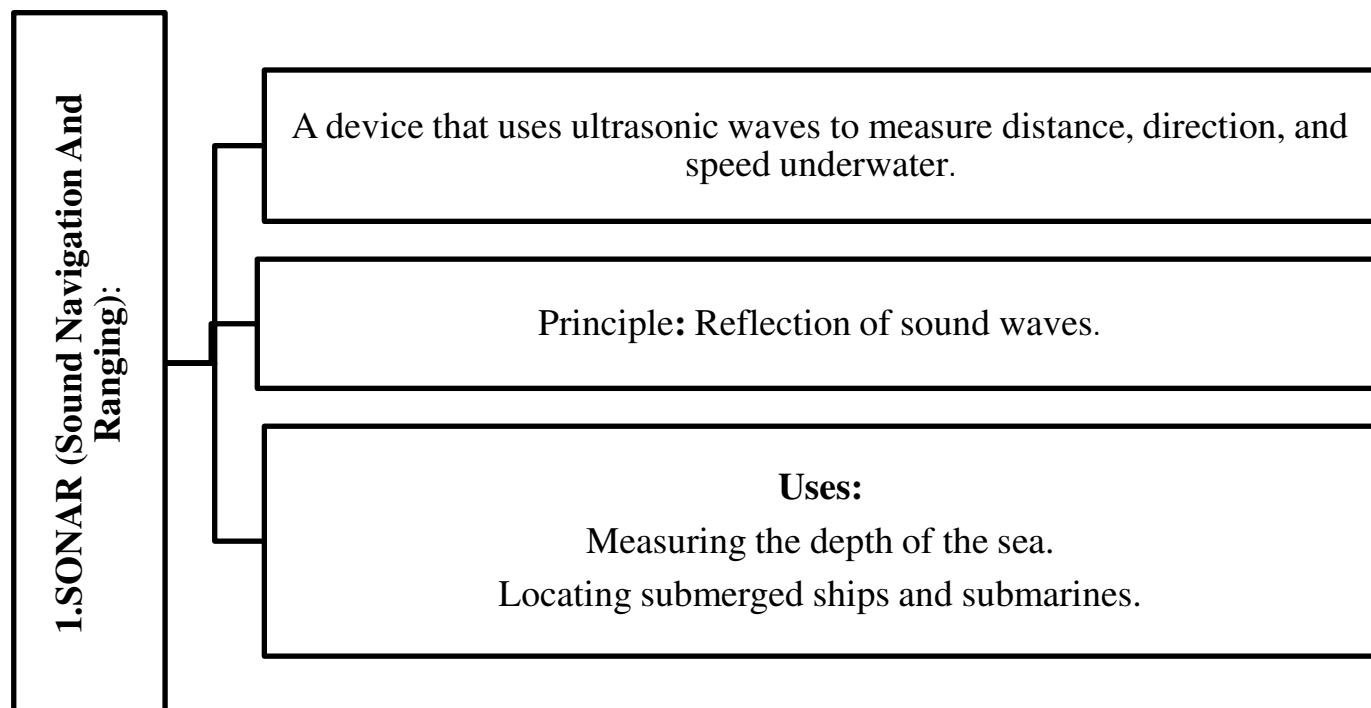 1.SONAR (Sound Navigation And
Ranging):
A device that uses ultrasonic waves to measure distance, direction, and
speed underwater.
Principle: Reflection of sound waves.
Uses:
Measuring the depth of the sea.
Locating submerged ships and submarines.